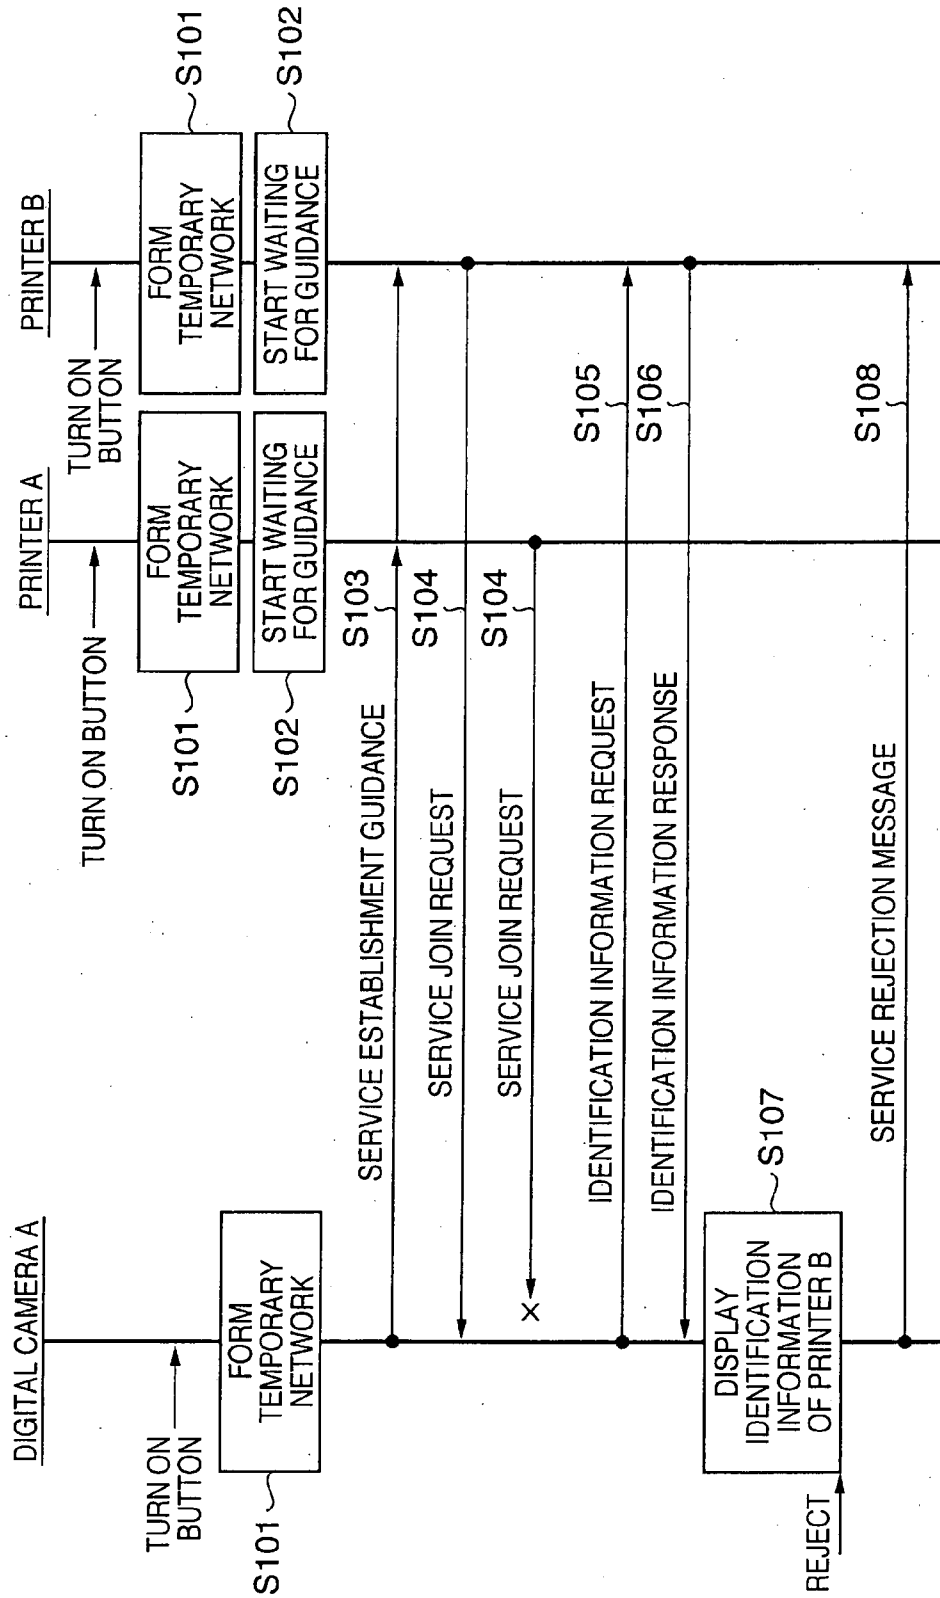 DIGITAL CAMERA A
PRINTER A
PRINTER B
TURN ON
BUTTON
TURN ON BUTTON
TURN ON
BUTTON
FORM
TEMPORARY
NETWORK
S101
FORM
TEMPORARY
NETWORK
S101
FORM
TEMPORARY
NETWORK
S101
START WAITING
FOR GUIDANCE
S102
START WAITING
FOR GUIDANCE
S102
SERVICE ESTABLISHMENT GUIDANCE
S103
SERVICE JOIN REQUEST
S104
SERVICE JOIN REQUEST
S104
X
IDENTIFICATION INFORMATION REQUEST
S105
IDENTIFICATION INFORMATION RESPONSE
S106
DISPLAY
IDENTIFICATION
INFORMATION
OF PRINTER B
S107
REJECT
SERVICE REJECTION MESSAGE
S108